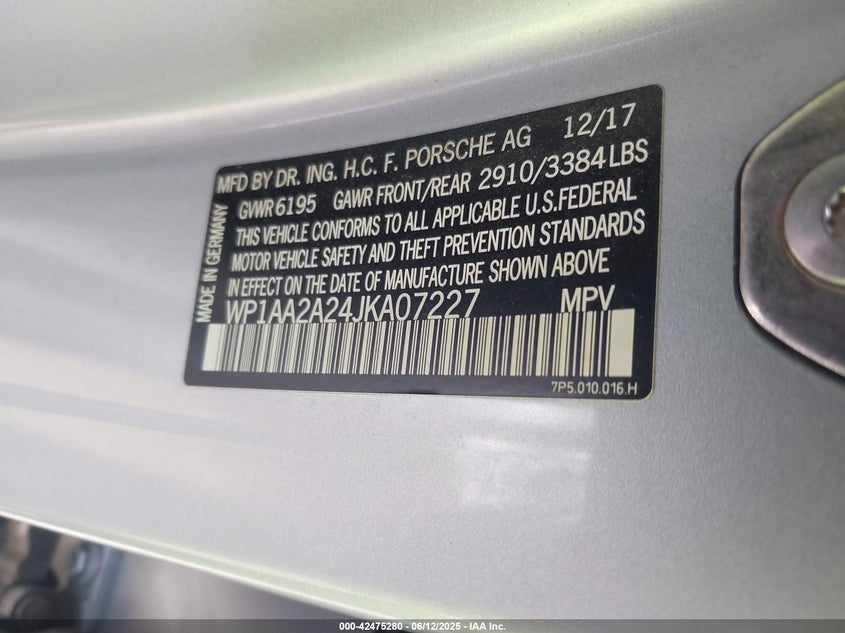 MFD BY DR. ING. H.C. F. PORSCHE AG 12/17
GVWR 6195 GAWR FRONT/REAR 2910/3384 LBS
THIS VEHICLE CONFORMS TO ALL APPLICABLE U.S. FEDERAL
MOTOR VEHICLE SAFETY AND THEFT PREVENTION STANDARDS
IN EFFECT ON THE DATE OF MANUFACTURE SHOWN ABOVE
WP1AA2A24JKA07227 MPV
7P5.010.016.H
MADE IN GERMANY
000-42475280 - 06/12/2025 - IAA Inc.